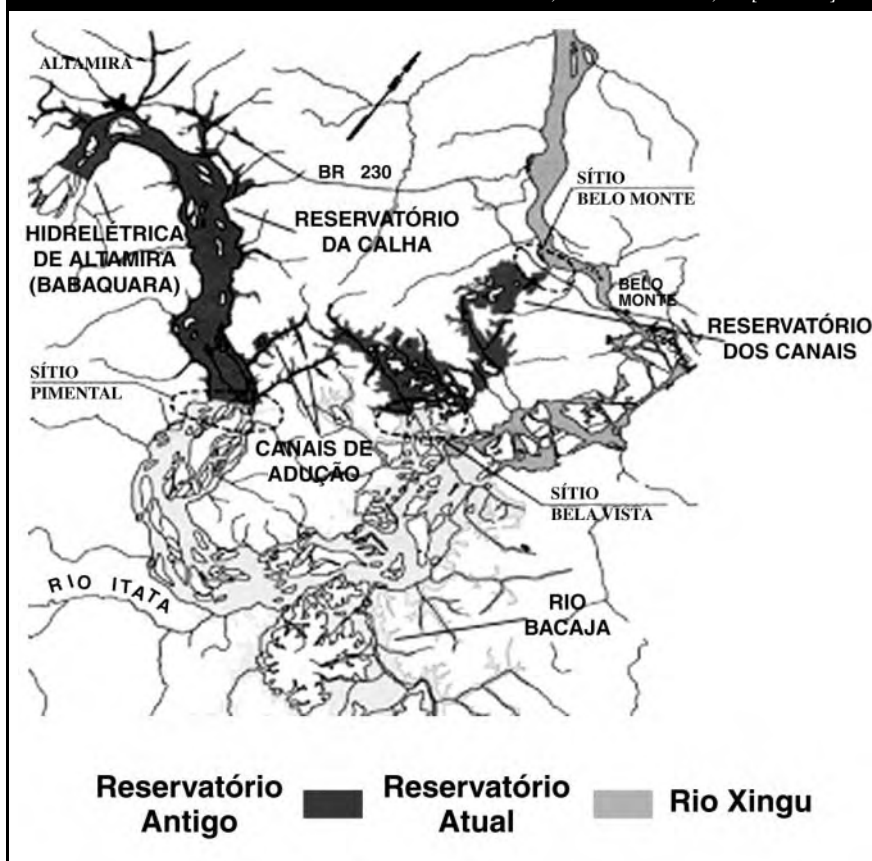 ALTAMIRA
BR 230
SÍTIO
BELO MONTE
RESERVATÓRIO
DA CALHA
HIDRELÉTRICA
DE ALTAMIRA
(BABAQUARA)
BELO
MONTE
RESERVATÓRIO
DOS CANAIS
SÍTIO
PIMENTAL
CANAIS DE
ADUÇÃO
SÍTIO
BELA VISTA
RIO ITATA
RIO
BACAJA
Reservatório
Antigo
Reservatório
Atual
Rio Xingu